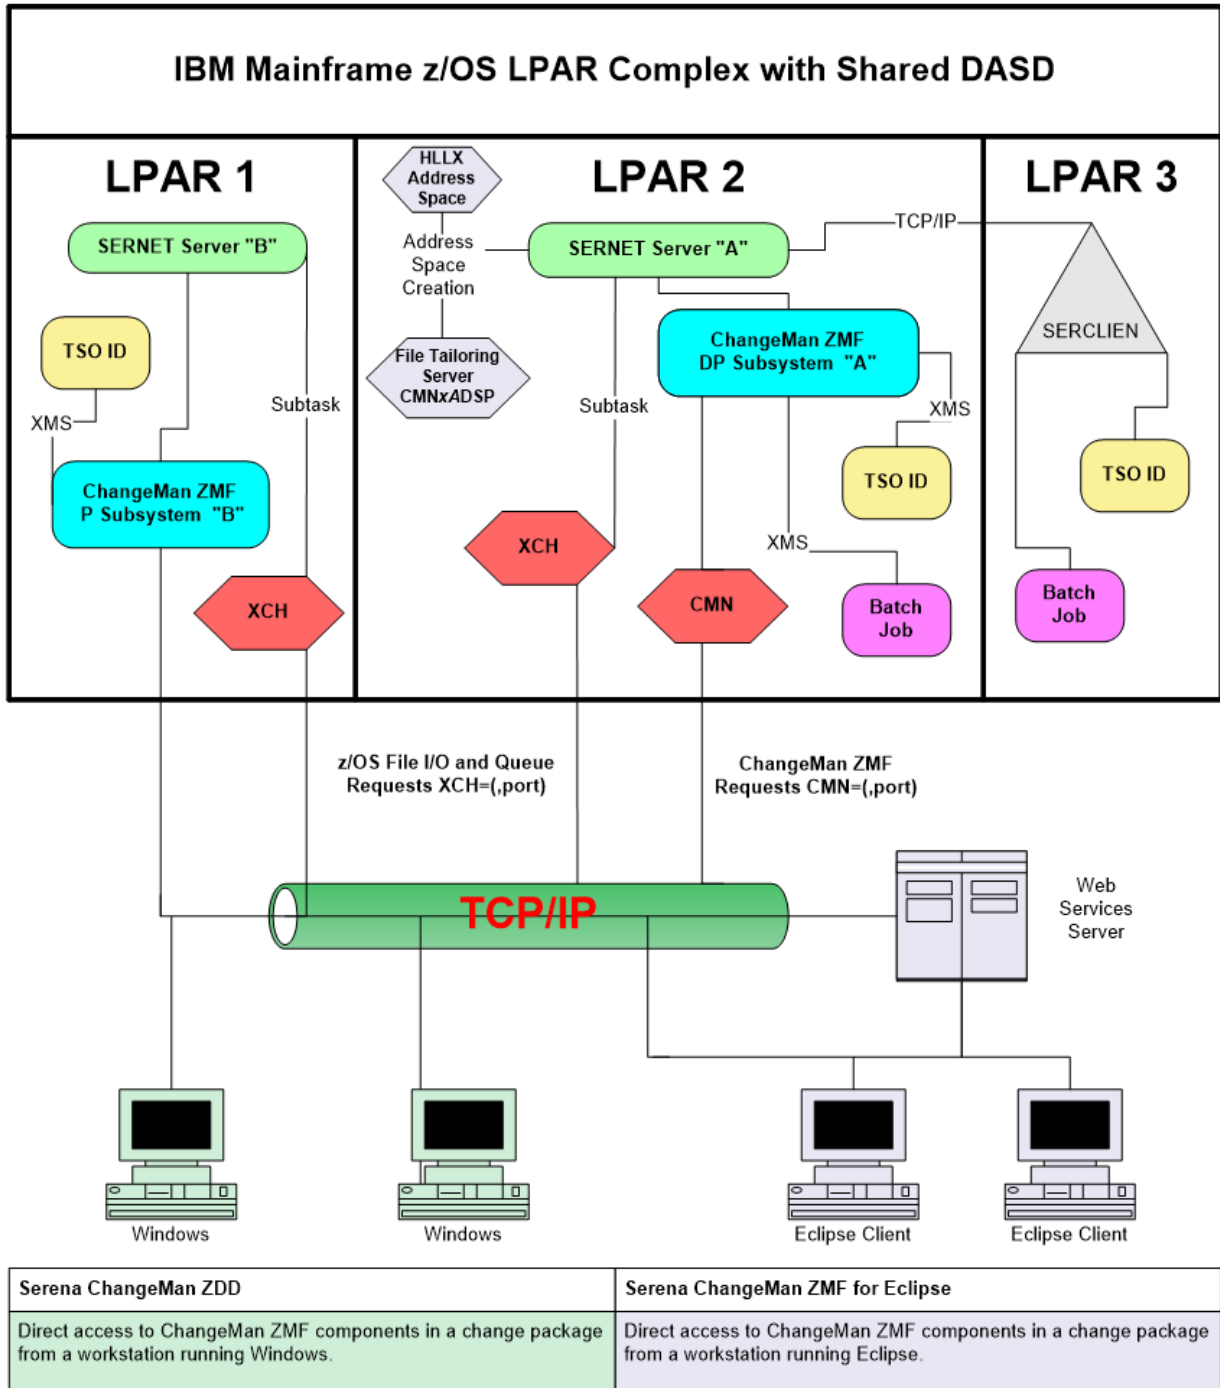 IBM Mainframe z/OS LPAR Complex with Shared DASD
LPAR 1
SERNET Server "B"
TSO ID
XMS
Subtask
ChangeMan ZMF
P Subsystem "B"
XCH
LPAR 2
HLLX
Address
Space
Address
Space
Creation
File Tailoring
Server
CMNxADSP
SERNET Server "A"
TCP/IP
ChangeMan ZMF
DP Subsystem "A"
Subtask
XMS
TSO ID
XCH
XMS
CMN
Batch
Job
LPAR 3
SERCLIEN
TSO ID
Batch
Job
z/OS File I/O and Queue
Requests XCH=(,port)
ChangeMan ZMF
Requests CMN=(,port)
TCP/IP
Web
Services
Server
Windows
Windows
Eclipse Client
Eclipse Client
Serena ChangeMan ZDD
Direct access to ChangeMan ZMF components in a change package
from a workstation running Windows.
Serena ChangeMan ZMF for Eclipse
Direct access to ChangeMan ZMF components in a change package
from a workstation running Eclipse.